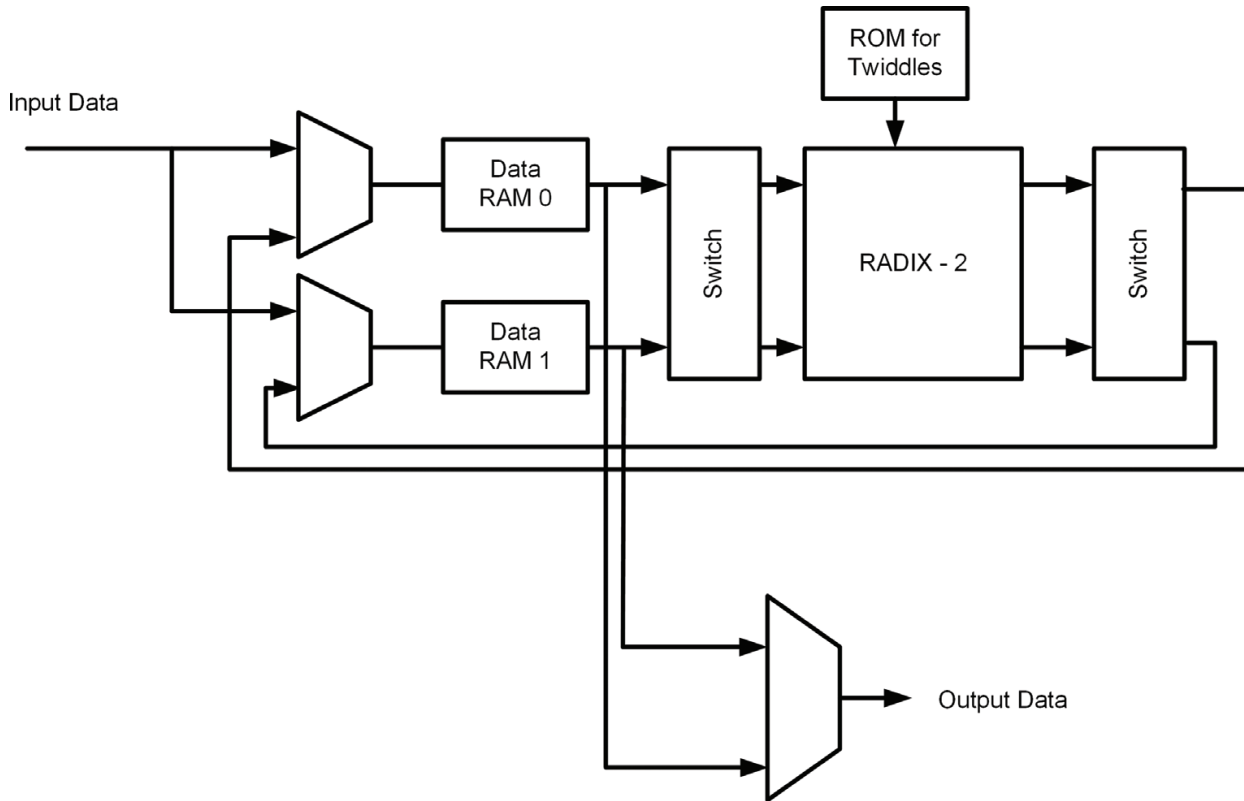 ROM for
Twiddles
Input Data
Data
RAM 0
Switch
RADIX - 2
Switch
Data
RAM 1
Output Data